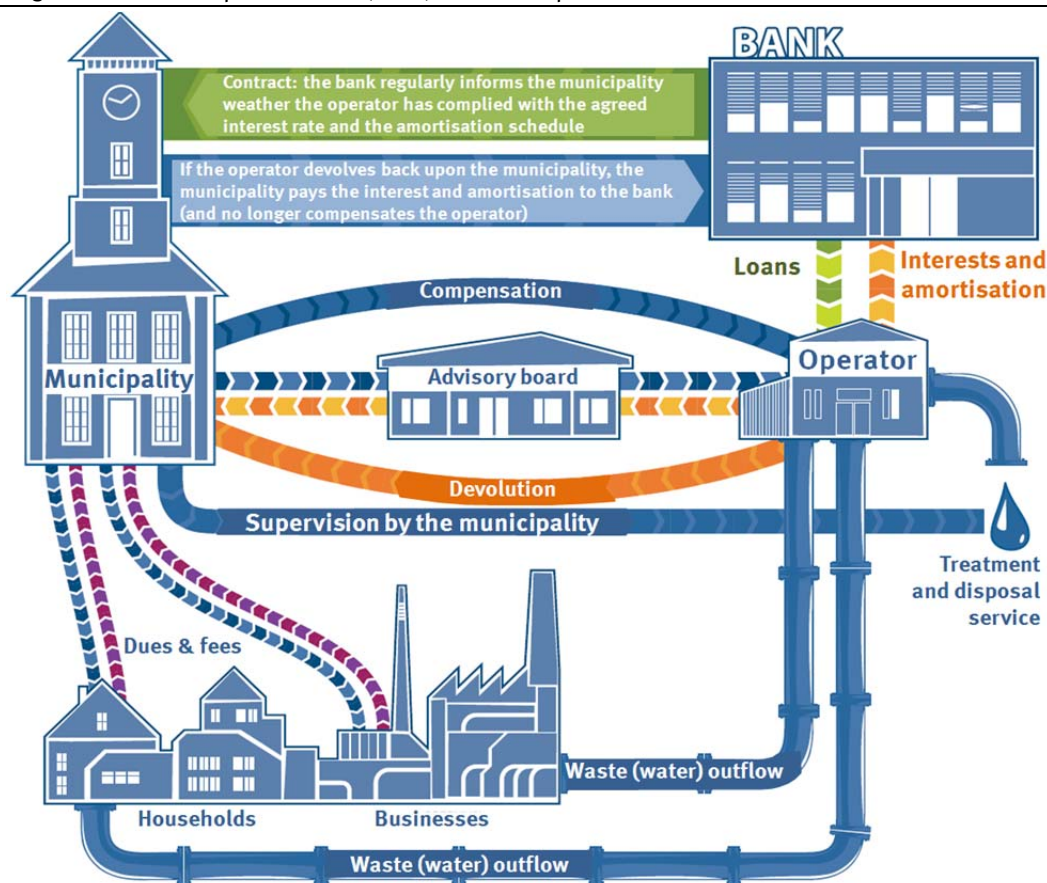 BANK
Contract: the bank regularly informs the municipality
weather the operator has complied with the agreed
interest rate and the amortisation schedule
If the operator devolves back upon the municipality, the
municipality pays the interest and amortisation to the bank
(and no longer compensates the operator)
Loans
Interests and
amortisation
Compensation
Municipality
Advisory board
Operator
Devolution
Supervision by the municipality
Treatment
and disposal
service
Dues & fees
Waste (water) outflow
Households
Businesses
Waste (water) outflow